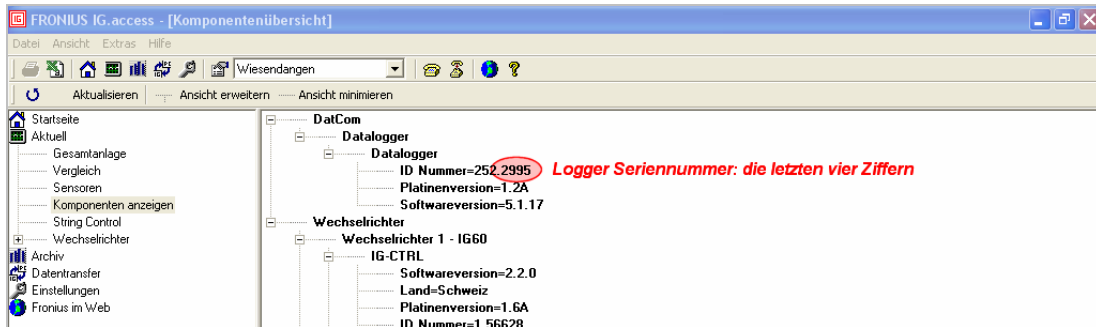 FRONIUS IG.access - [Komponentenübersicht]
Datei Ansicht Extras Hilfe
Wiesendangen
Aktualisieren Ansicht erweitern Ansicht minimieren
Startseite
Aktuell
Gesamtanlage
Vergleich
Sensoren
Komponenten anzeigen
String Control
Wechselrichter
Archiv
Datentransfer
Einstellungen
Fronius im Web
DatCom
Datalogger
Datalogger
ID Nummer=252.2995 Logger Seriennummer: die letzten vier Ziffern
Platinenversion=1.2A
Softwareversion=5.1.17
Wechselrichter
Wechselrichter 1 - IG60
IG-CTRL
Softwareversion=2.2.0
Land=Schweiz
Platinenversion=1.6A
ID Nummer=1.56628